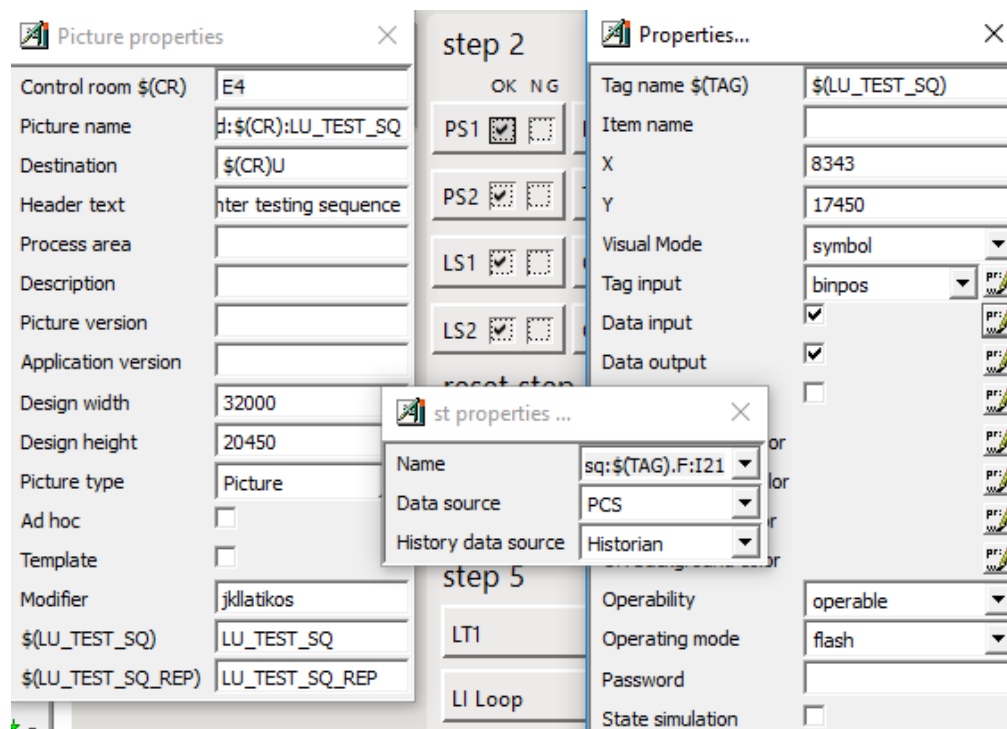 Picture properties
Control room $(CR) E4
Picture name d:$(CR):LU_TEST_SQ
Destination $(CR)U
Header text nter testing sequence
Process area
Description
Picture version
Application version
Design width 32000
Design height 20450
Picture type Picture
Ad hoc
Template
Modifier jkllatikos
$(LU_TEST_SQ) LU_TEST_SQ
$(LU_TEST_SQ_REP) LU_TEST_SQ_REP
step 2
OK NG
PS1
PS2
LS1
LS2
st properties ...
Name sq:$(TAG).F:I21
Data source PCS
History data source Historian
step 5
LT1
LI Loop
Properties...
Tag name $(TAG) $(LU_TEST_SQ)
Item name
X 8343
Y 17450
Visual Mode symbol
Tag input binpos
Data input
Data output
Operability operable
Operating mode flash
Password
State simulation